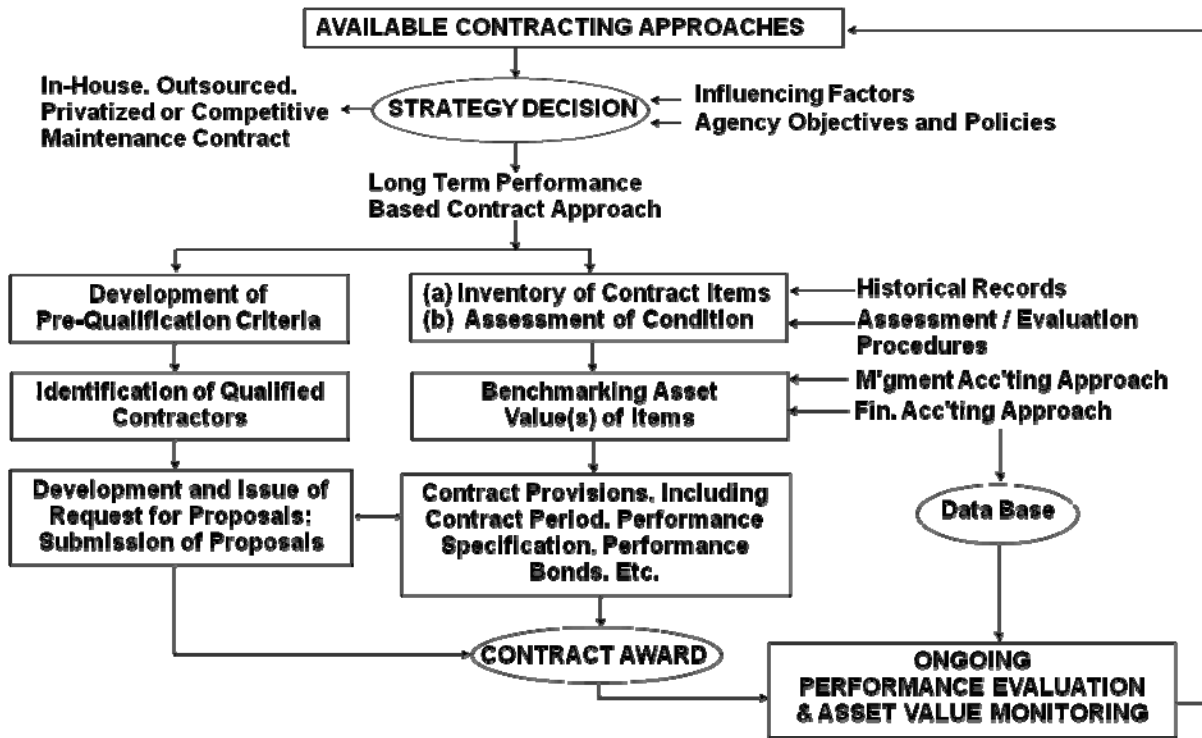 AVAILABLE CONTRACTING APPROACHES
In-House. Outsourced.
Privatized or Competitive
Maintenance Contract
STRATEGY DECISION
Influencing Factors
Agency Objectives and Policies
Long Term Performance
Based Contract Approach
Development of
Pre-Qualification Criteria
(a) Inventory of Contract Items
(b) Assessment of Condition
Historical Records
Assessment / Evaluation
Procedures
Identification of Qualified
Contractors
Benchmarking Asset
Value(s) of Items
M'gment Acc'ting Approach
Fin. Acc'ting Approach
Development and Issue of
Request for Proposals:
Submission of Proposals
Contract Provisions. Including
Contract Period. Performance
Specification. Performance
Bonds. Etc.
Data Base
CONTRACT AWARD
ONGOING
PERFORMANCE EVALUATION
& ASSET VALUE MONITORING